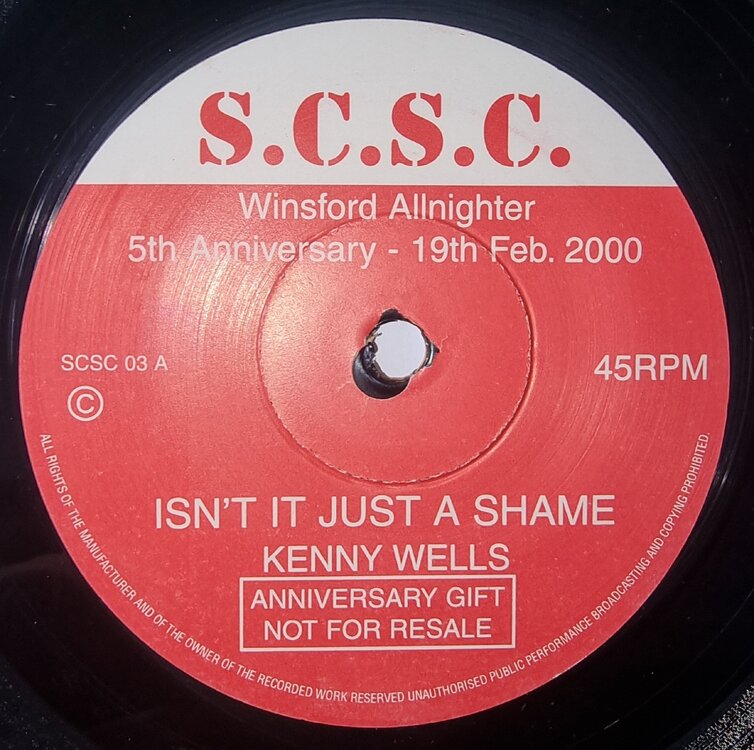 S.C.S.C.
Winsford Allnighter
5th Anniversary - 19th Feb. 2000
SCSC 03 A
45RPM
©
ISN'T IT JUST A SHAME
KENNY WELLS
ANNIVERSARY GIFT
NOT FOR RESALE
ALL RIGHTS OF THE MANUFACTURER AND OF THE OWNER OF THE RECORDED WORK RESERVED UNAUTHORISED PUBLIC PERFORMANCE BROADCASTING AND COPYING PROHIBITED.